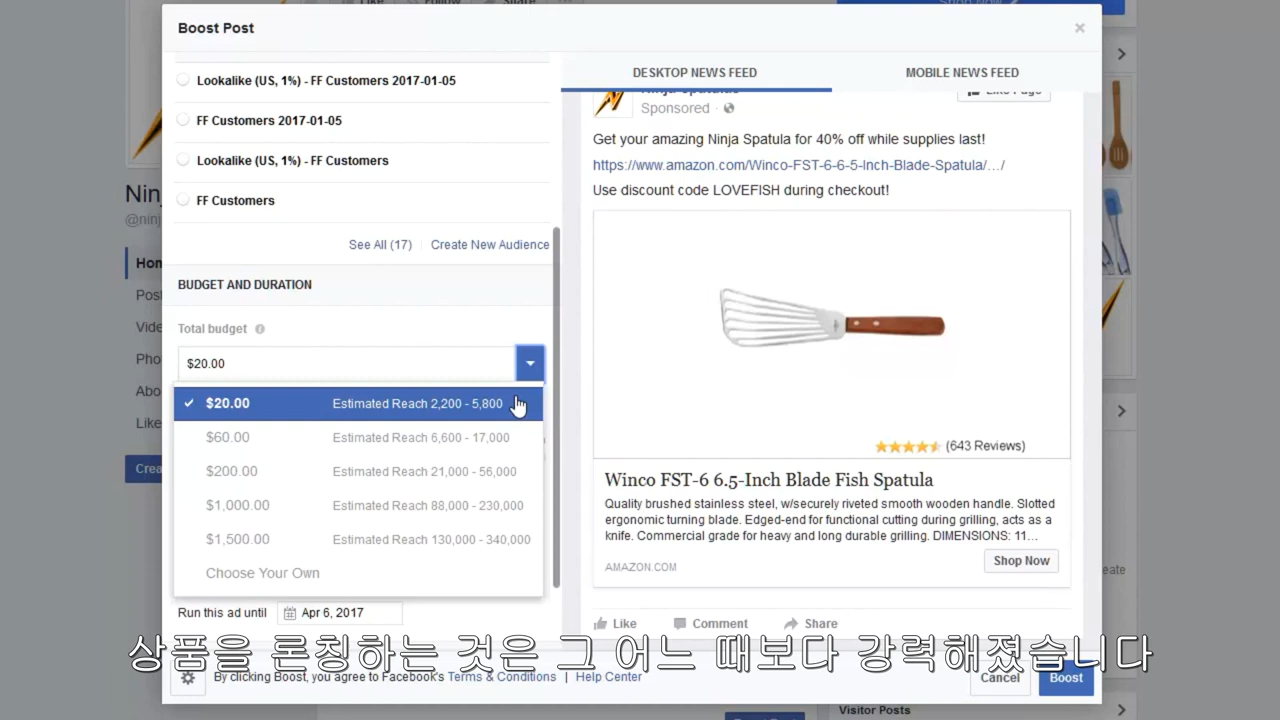 Boost Post
Lookalike (US, 1%) - FF Customers 2017-01-05
FF Customers 2017-01-05
Lookalike (US, 1%) - FF Customers
FF Customers
See All (17) | Create New Audience
BUDGET AND DURATION
Total budget
$20.00
$20.00 Estimated Reach 2,200 - 5,800
$60.00 Estimated Reach 6,600 - 17,000
$200.00 Estimated Reach 21,000 - 56,000
$1,000.00 Estimated Reach 88,000 - 230,000
$1,500.00 Estimated Reach 130,000 - 340,000
Choose Your Own
Run this ad until Apr 6, 2017
DESKTOP NEWS FEED MOBILE NEWS FEED
Sponsored
Get your amazing Ninja Spatula for 40% off while supplies last!
https://www.amazon.com/Winco-FST-6-6-5-Inch-Blade-Spatula/…/
Use discount code LOVEFISH during checkout!
(643 Reviews)
Winco FST-6 6.5-Inch Blade Fish Spatula
Quality brushed stainless steel, w/securely riveted smooth wooden handle. Slotted
ergonomic turning blade. Edged-end for functional cutting during grilling, acts as a
knife. Commercial grade for heavy and long durable grilling. DIMENSIONS: 11...
AMAZON.COM Shop Now
Like Comment Share
상품을 론칭하는 것은 그 어느 때보다 강력해졌습니다
By clicking Boost, you agree to Facebook's Terms & Conditions | Help Center
Cancel Boost
Visitor Posts